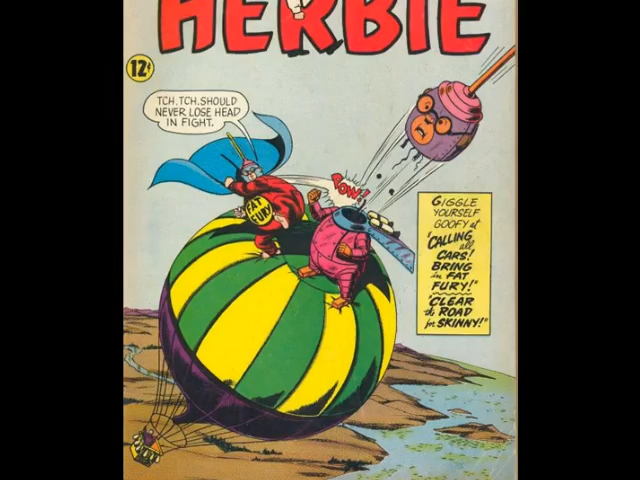 HERBIE
12¢
TCH, TCH. SHOULD
NEVER LOSE HEAD
IN FIGHT.
POW!
FAT
FURY
GIGGLE
YOURSELF
GOOFY at
"CALLING
all
CARS!
BRING
in FAT
FURY!"
"CLEAR
the ROAD
for SKINNY!"